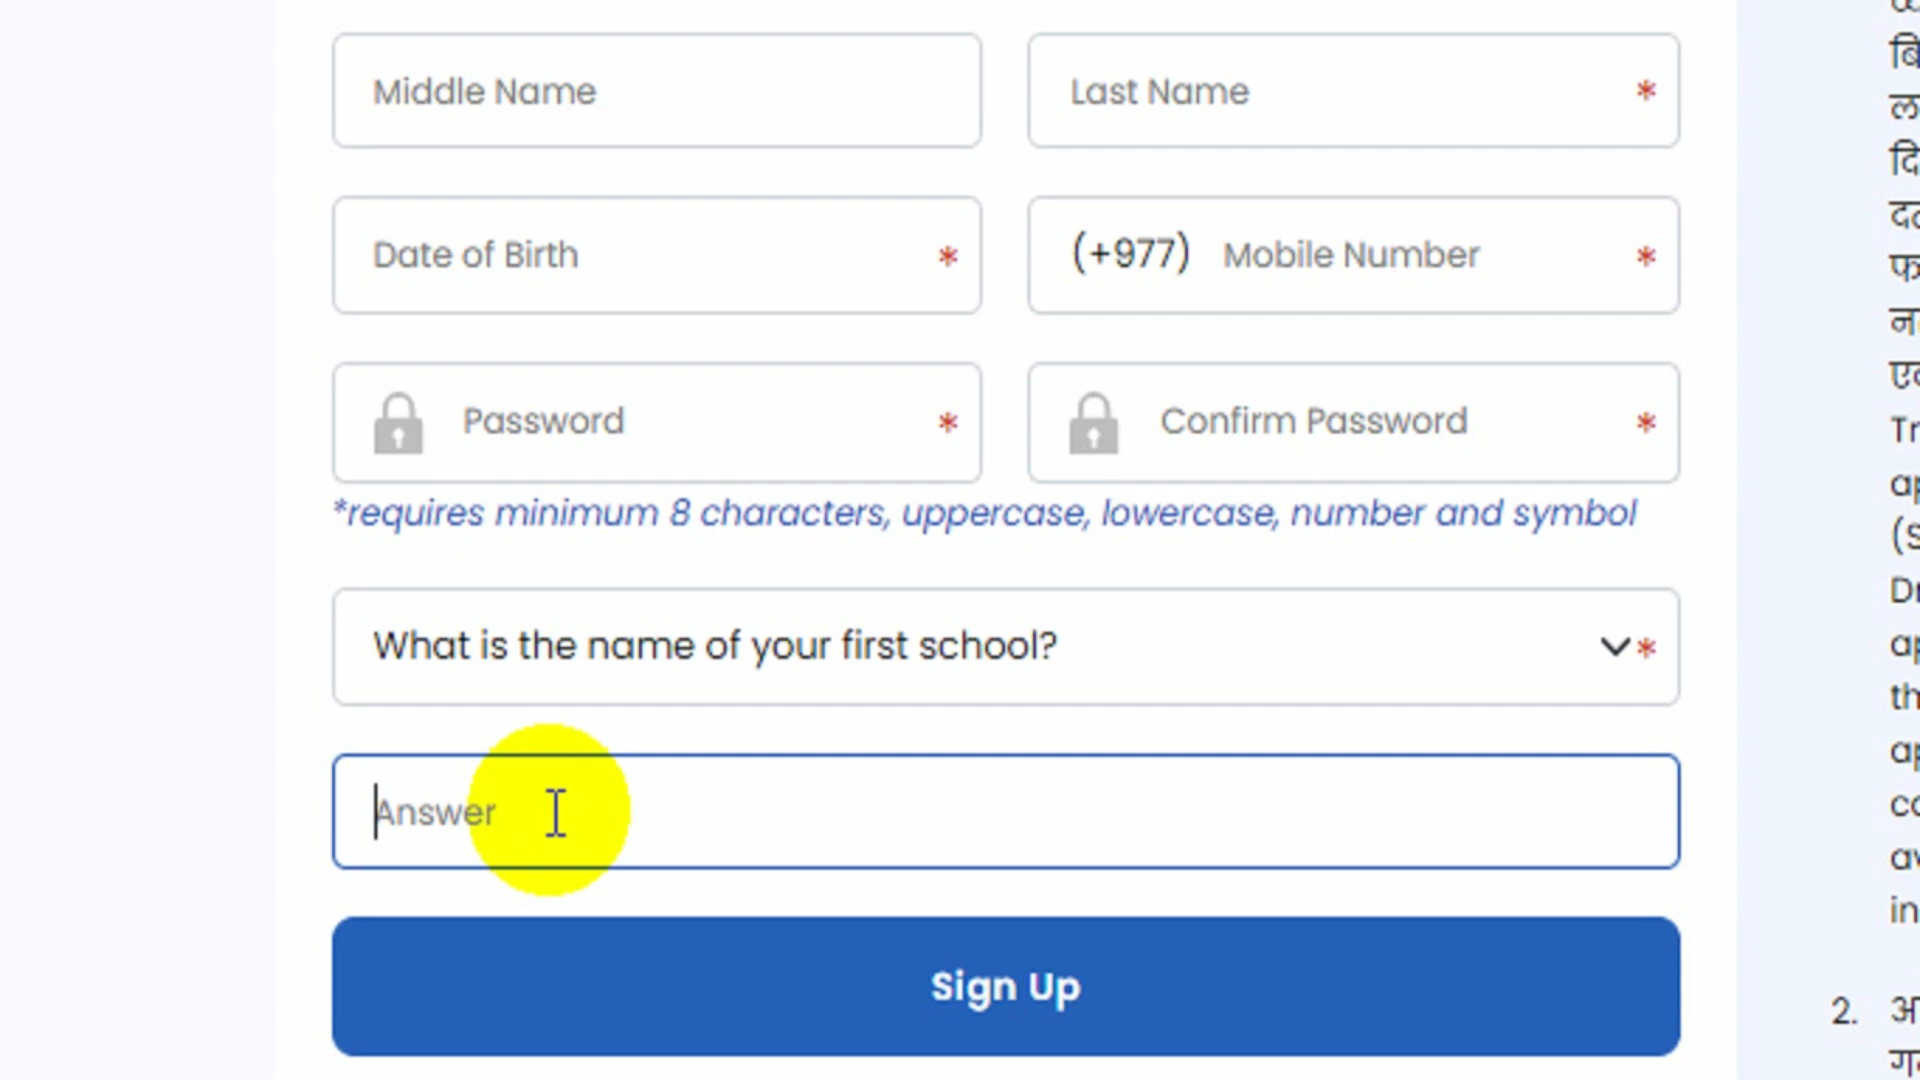 Middle Name
Last Name *
Date of Birth *
(+977) Mobile Number *
Password *
Confirm Password *
*requires minimum 8 characters, uppercase, lowercase, number and symbol
What is the name of your first school? *
Answer
Sign Up
2.